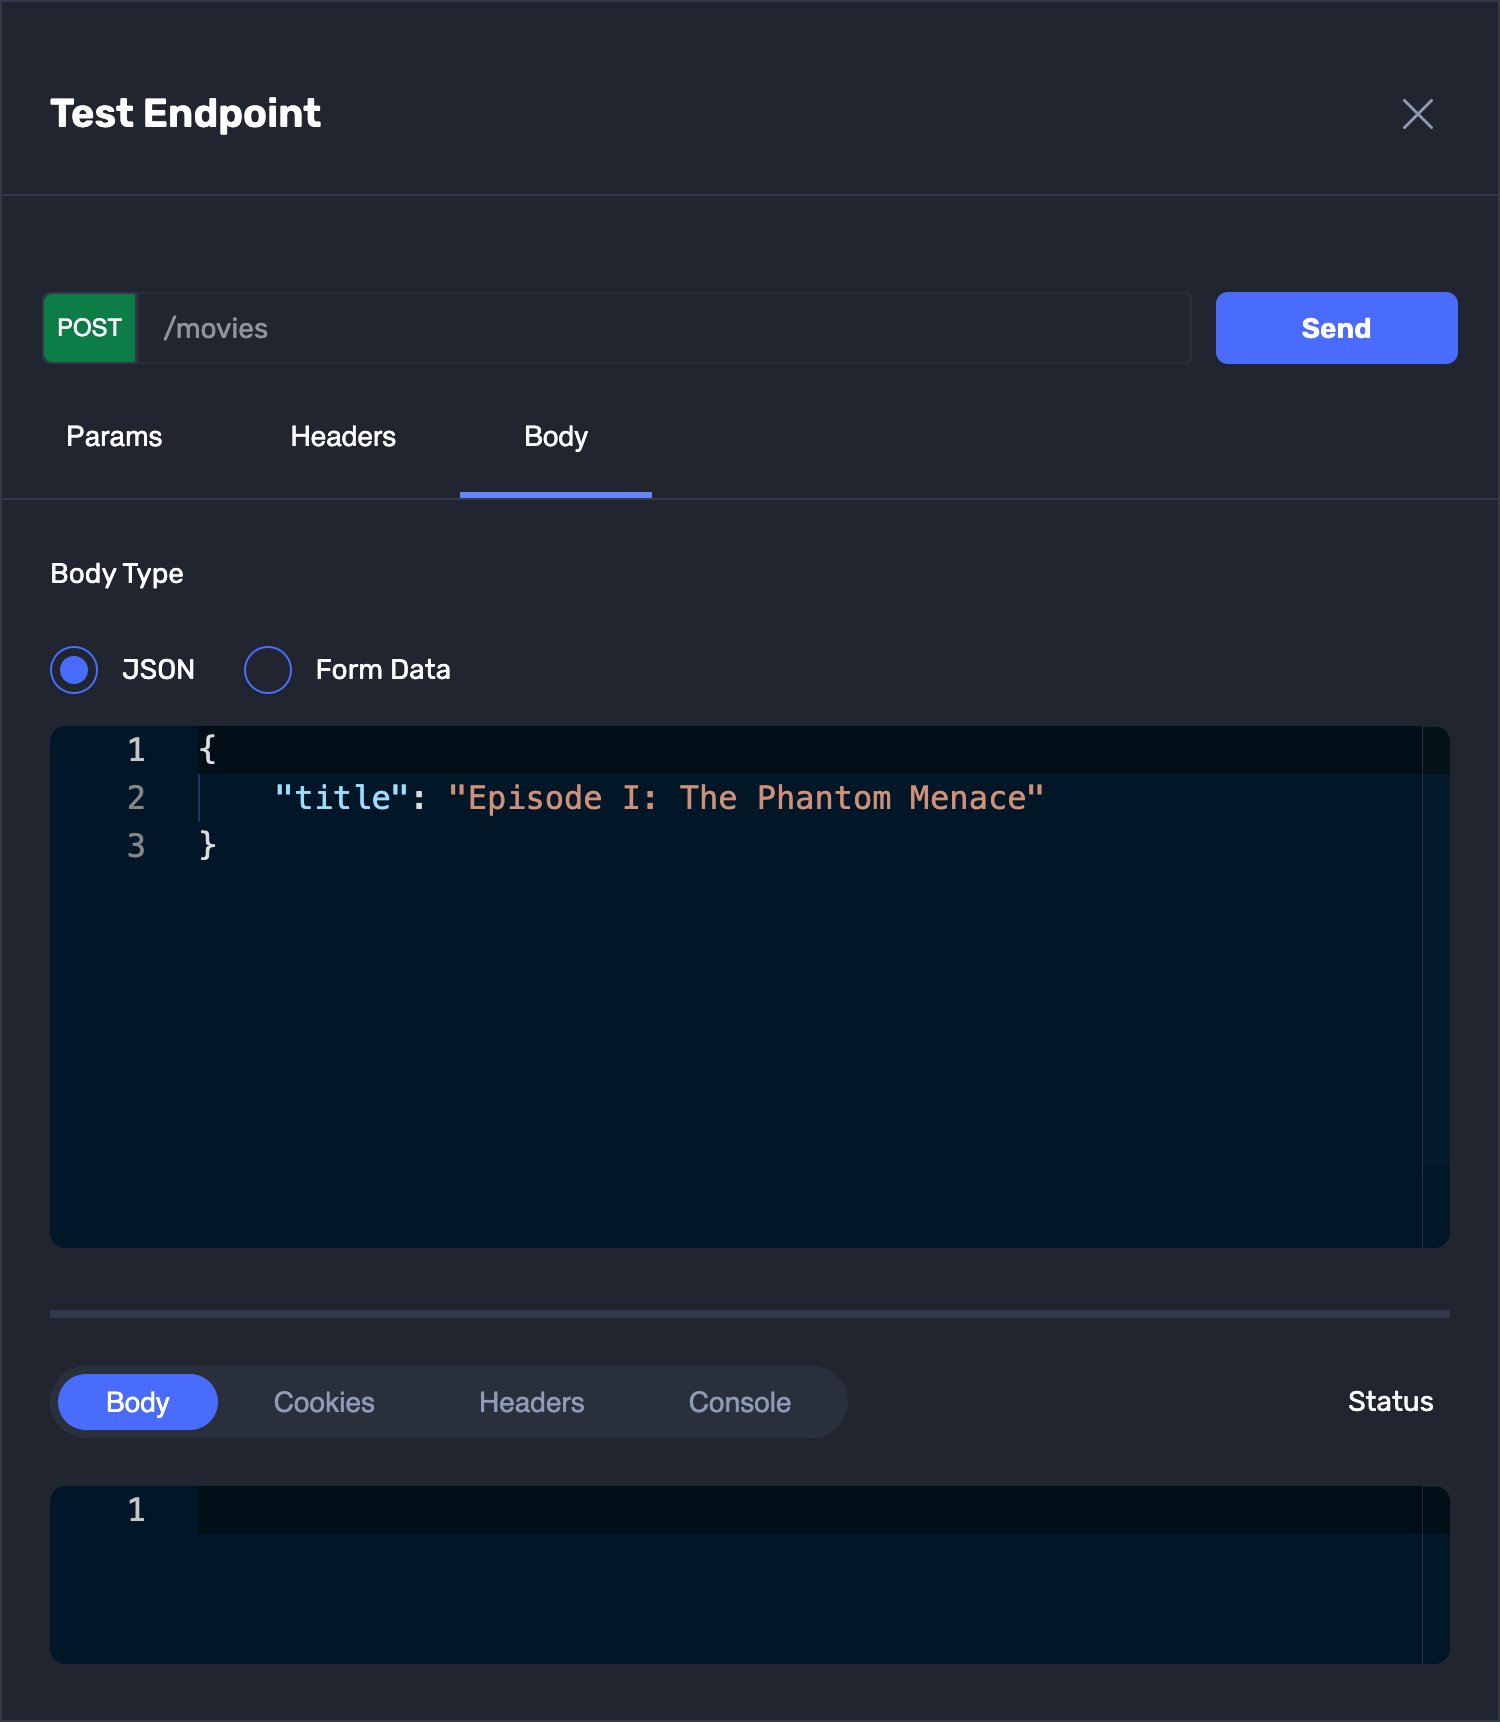 Test Endpoint
POST /movies Send
Params Headers Body
Body Type
JSON Form Data
1 {
2 "title": "Episode I: The Phantom Menace"
3 }
Body Cookies Headers Console Status
1